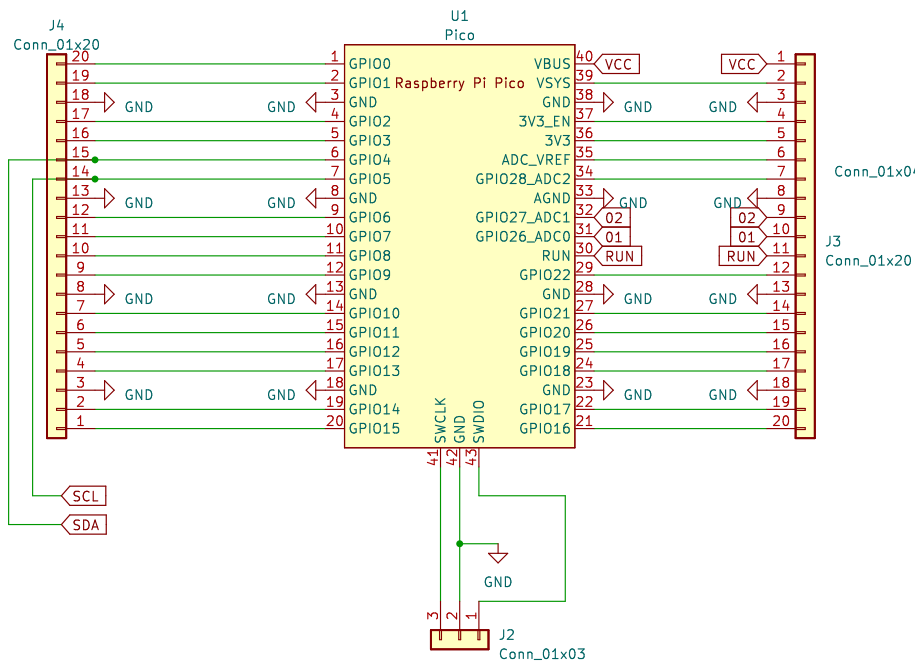 U1
Pico
J4
Conn_01x20
20 1 GPIO0 VBUS 40 VCC VCC 1
19 2 GPIO1 Raspberry Pi Pico VSYS 39 2
18 GND GND 3 GND GND 38 GND GND 3
17 4 GPIO2 3V3_EN 37 4
16 5 GPIO3 3V3 36 5
15 6 GPIO4 ADC_VREF 35 6
14 7 GPIO5 GPIO28_ADC2 34 7
Conn_01x04
13 GND GND 8 GND AGND 33 GND GND 8
12 9 GPIO6 GPIO27_ADC1 32 02 02 9
11 10 GPIO7 GPIO26_ADC0 31 01 01 10
J3
10 11 GPIO8 RUN 30 RUN RUN 11
Conn_01x20
9 12 GPIO9 GPIO22 29 12
8 GND GND 13 GND GND 28 GND GND 13
7 14 GPIO10 GPIO21 27 14
6 15 GPIO11 GPIO20 26 15
5 16 GPIO12 GPIO19 25 16
4 17 GPIO13 GPIO18 24 17
3 GND GND 18 GND GND 23 GND GND 18
2 19 GPIO14 GPIO17 22 19
1 20 GPIO15 GPIO16 21 20
SWCLK GND SWDIO
41 42 43
SCL
SDA
GND
3 2 1
J2
Conn_01x03